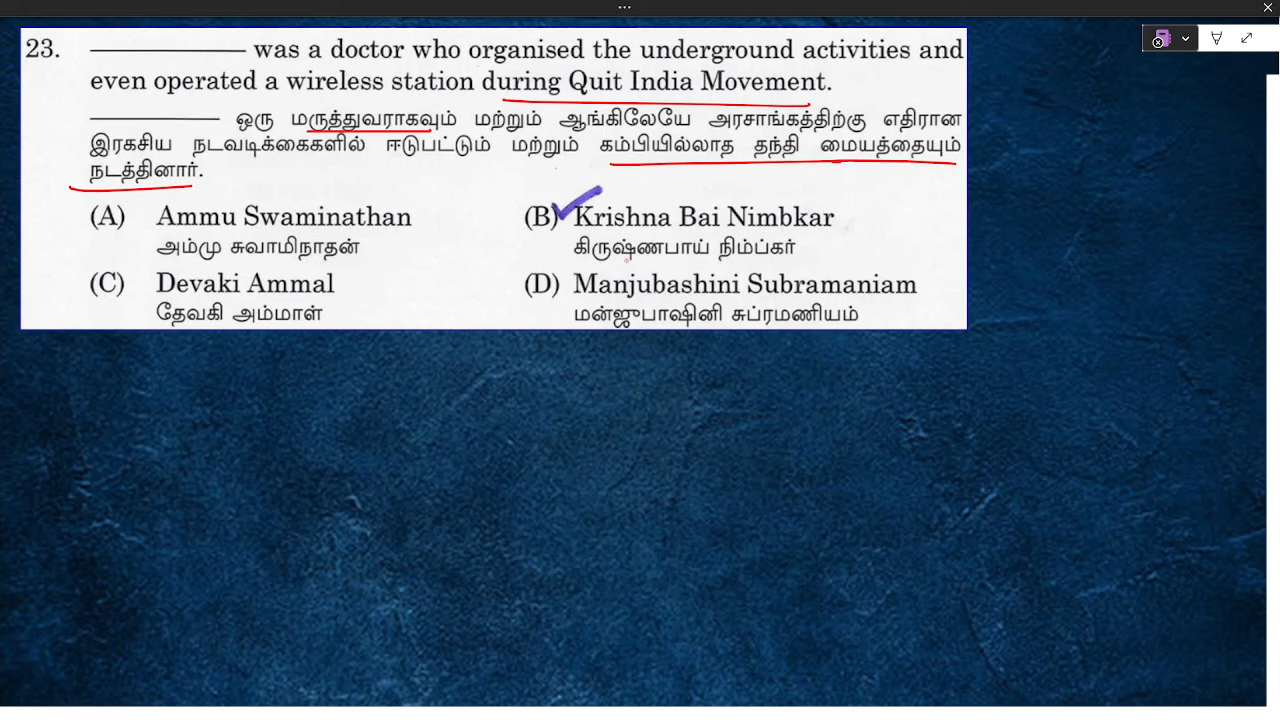 23. ________ was a doctor who organised the underground activities and
even operated a wireless station during Quit India Movement.
________ ஒரு மருத்துவராகவும் மற்றும் ஆங்கிலேயே அரசாங்கத்திற்கு எதிரான
இரகசிய நடவடிக்கைகளில் ஈடுபட்டும் மற்றும் கம்பியில்லாத தந்தி மையத்தையும்
நடத்தினார்.
(A) Ammu Swaminathan (B) Krishna Bai Nimbkar
அம்மு சுவாமிநாதன் கிருஷ்ணபாய் நிம்ப்கர்
(C) Devaki Ammal (D) Manjubashini Subramaniam
தேவகி அம்மாள் மன்ஜுபாஷினி சுப்ரமணியம்